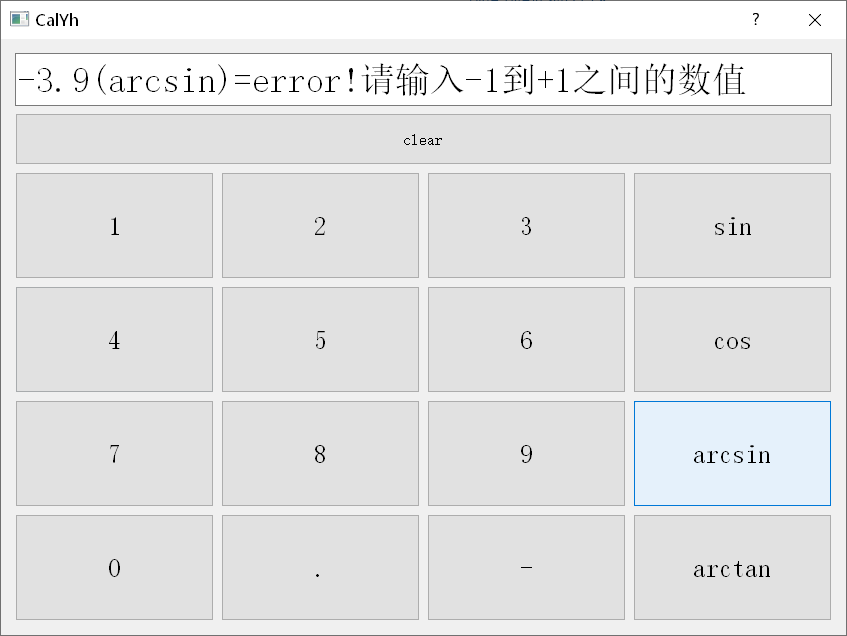 CalYh ?
-3.9(arcsin)=error!请输入-1到+1之间的数值
clear
1 2 3 sin
4 5 6 cos
7 8 9 arcsin
0 . - arctan